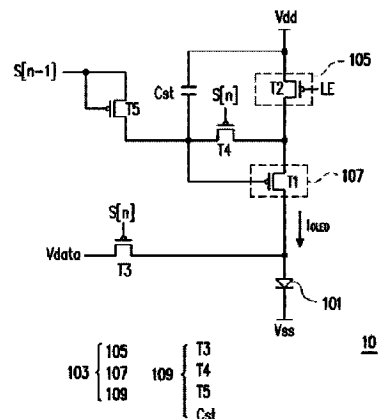 Vdd
105
S[n-1]
T2
LE
Cst
S[n]
T5
T4
T1
107
S[n]
IOLED
Vdata
T3
101
Vss
10
103 { 105 107 109
109 { T3 T4 T5 Cst